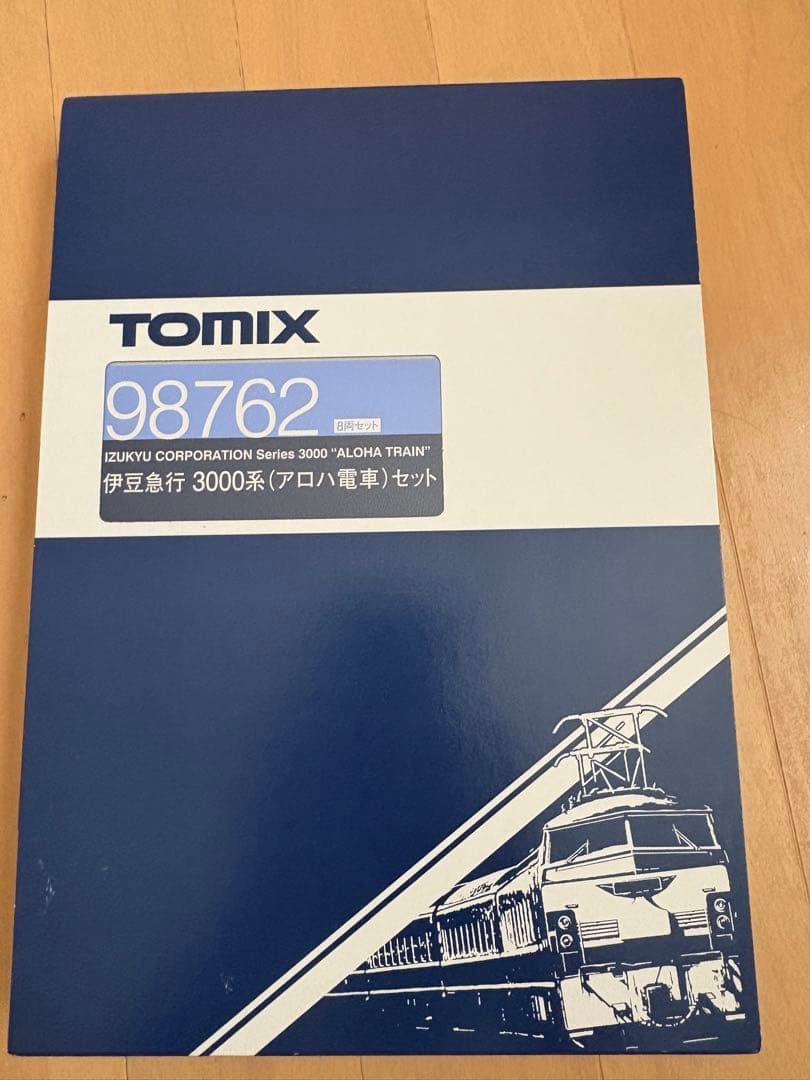 TOMIX
98762 8両セット
IZUKYU CORPORATION Series 3000 "ALOHA TRAIN"
伊豆急行 3000系(アロハ電車)セット